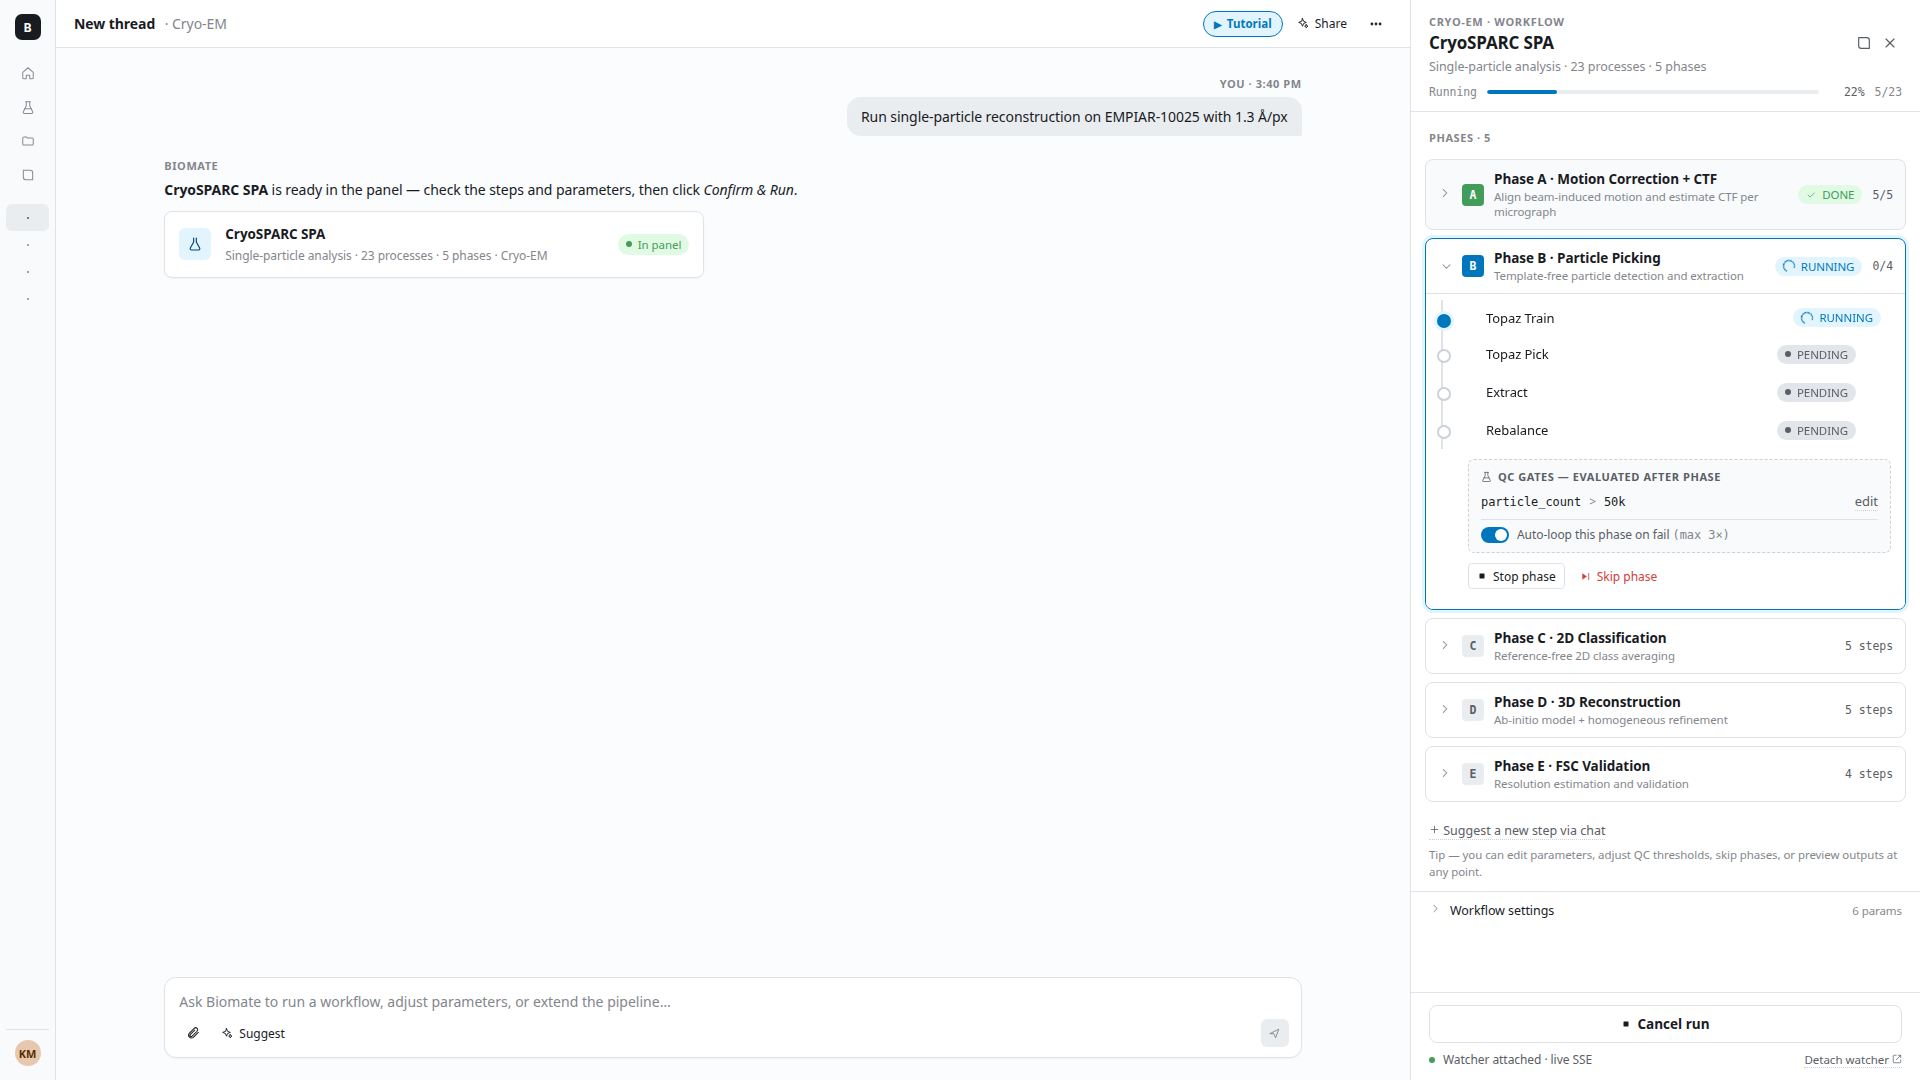 B
New thread · Cryo-EM
▶ Tutorial
Share
YOU · 3:40 PM
Run single-particle reconstruction on EMPIAR-10025 with 1.3 Å/px
BIOMATE
CryoSPARC SPA is ready in the panel — check the steps and parameters, then click Confirm & Run.
CryoSPARC SPA
Single-particle analysis · 23 processes · 5 phases · Cryo-EM
In panel
Ask Biomate to run a workflow, adjust parameters, or extend the pipeline...
Suggest
KM
CRYO-EM · WORKFLOW
CryoSPARC SPA
Single-particle analysis · 23 processes · 5 phases
Running 22% 5/23
PHASES · 5
A Phase A · Motion Correction + CTF
Align beam-induced motion and estimate CTF per
micrograph
DONE 5/5
B Phase B · Particle Picking
Template-free particle detection and extraction
RUNNING 0/4
Topaz Train RUNNING
Topaz Pick PENDING
Extract PENDING
Rebalance PENDING
QC GATES — EVALUATED AFTER PHASE
particle_count > 50k edit
Auto-loop this phase on fail (max 3×)
Stop phase Skip phase
C Phase C · 2D Classification
Reference-free 2D class averaging
5 steps
D Phase D · 3D Reconstruction
Ab-initio model + homogeneous refinement
5 steps
E Phase E · FSC Validation
Resolution estimation and validation
4 steps
+ Suggest a new step via chat
Tip — you can edit parameters, adjust QC thresholds, skip phases, or preview outputs at
any point.
Workflow settings 6 params
Cancel run
Watcher attached · live SSE Detach watcher